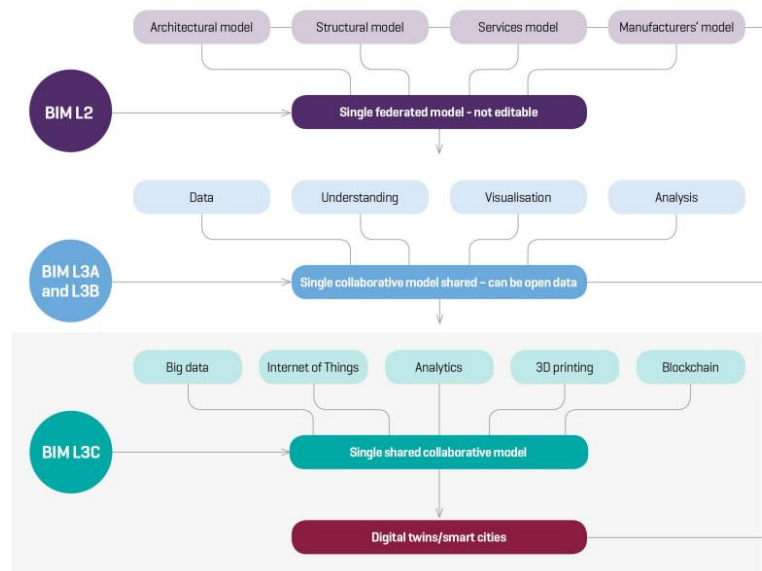 Architectural model
Structural model
Services model
Manufacturers' model
BIM L2
Single federated model - not editable
Data
Understanding
Visualisation
Analysis
BIM L3A
and L3B
Single collaborative model shared – can be open data
Big data
Internet of Things
Analytics
3D printing
Blockchain
BIM L3C
Single shared collaborative model
Digital twins/smart cities